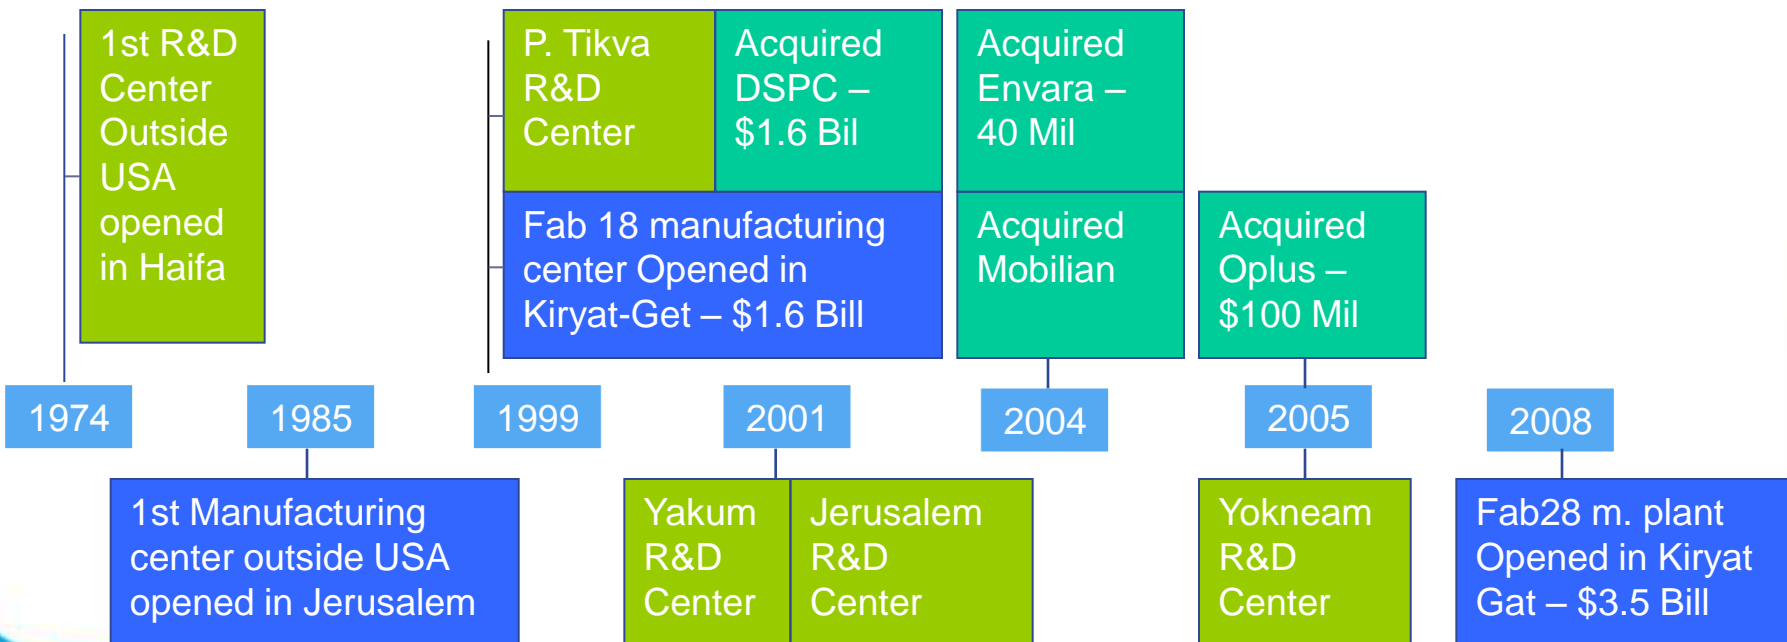 1st R&D
Center
Outside
USA
opened
in Haifa
P. Tikva
R&D
Center
Acquired
DSPC –
$1.6 Bil
Acquired
Envara –
40 Mil
Fab 18 manufacturing
center Opened in
Kiryat-Get – $1.6 Bill
Acquired
Mobilian
Acquired
Oplus –
$100 Mil
1974
1985
1999
2001
2004
2005
2008
1st Manufacturing
center outside USA
opened in Jerusalem
Yakum
R&D
Center
Jerusalem
R&D
Center
Yokneam
R&D
Center
Fab28 m. plant
Opened in Kiryat
Gat – $3.5 Bill